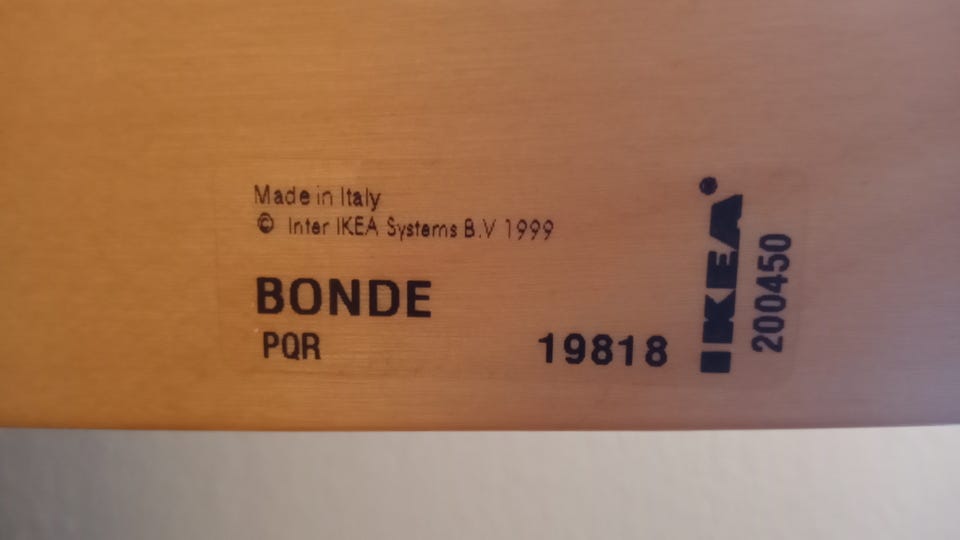 Made in Italy
© Inter IKEA Systems B.V 1999
BONDE
PQR
19818
IKEA
200450